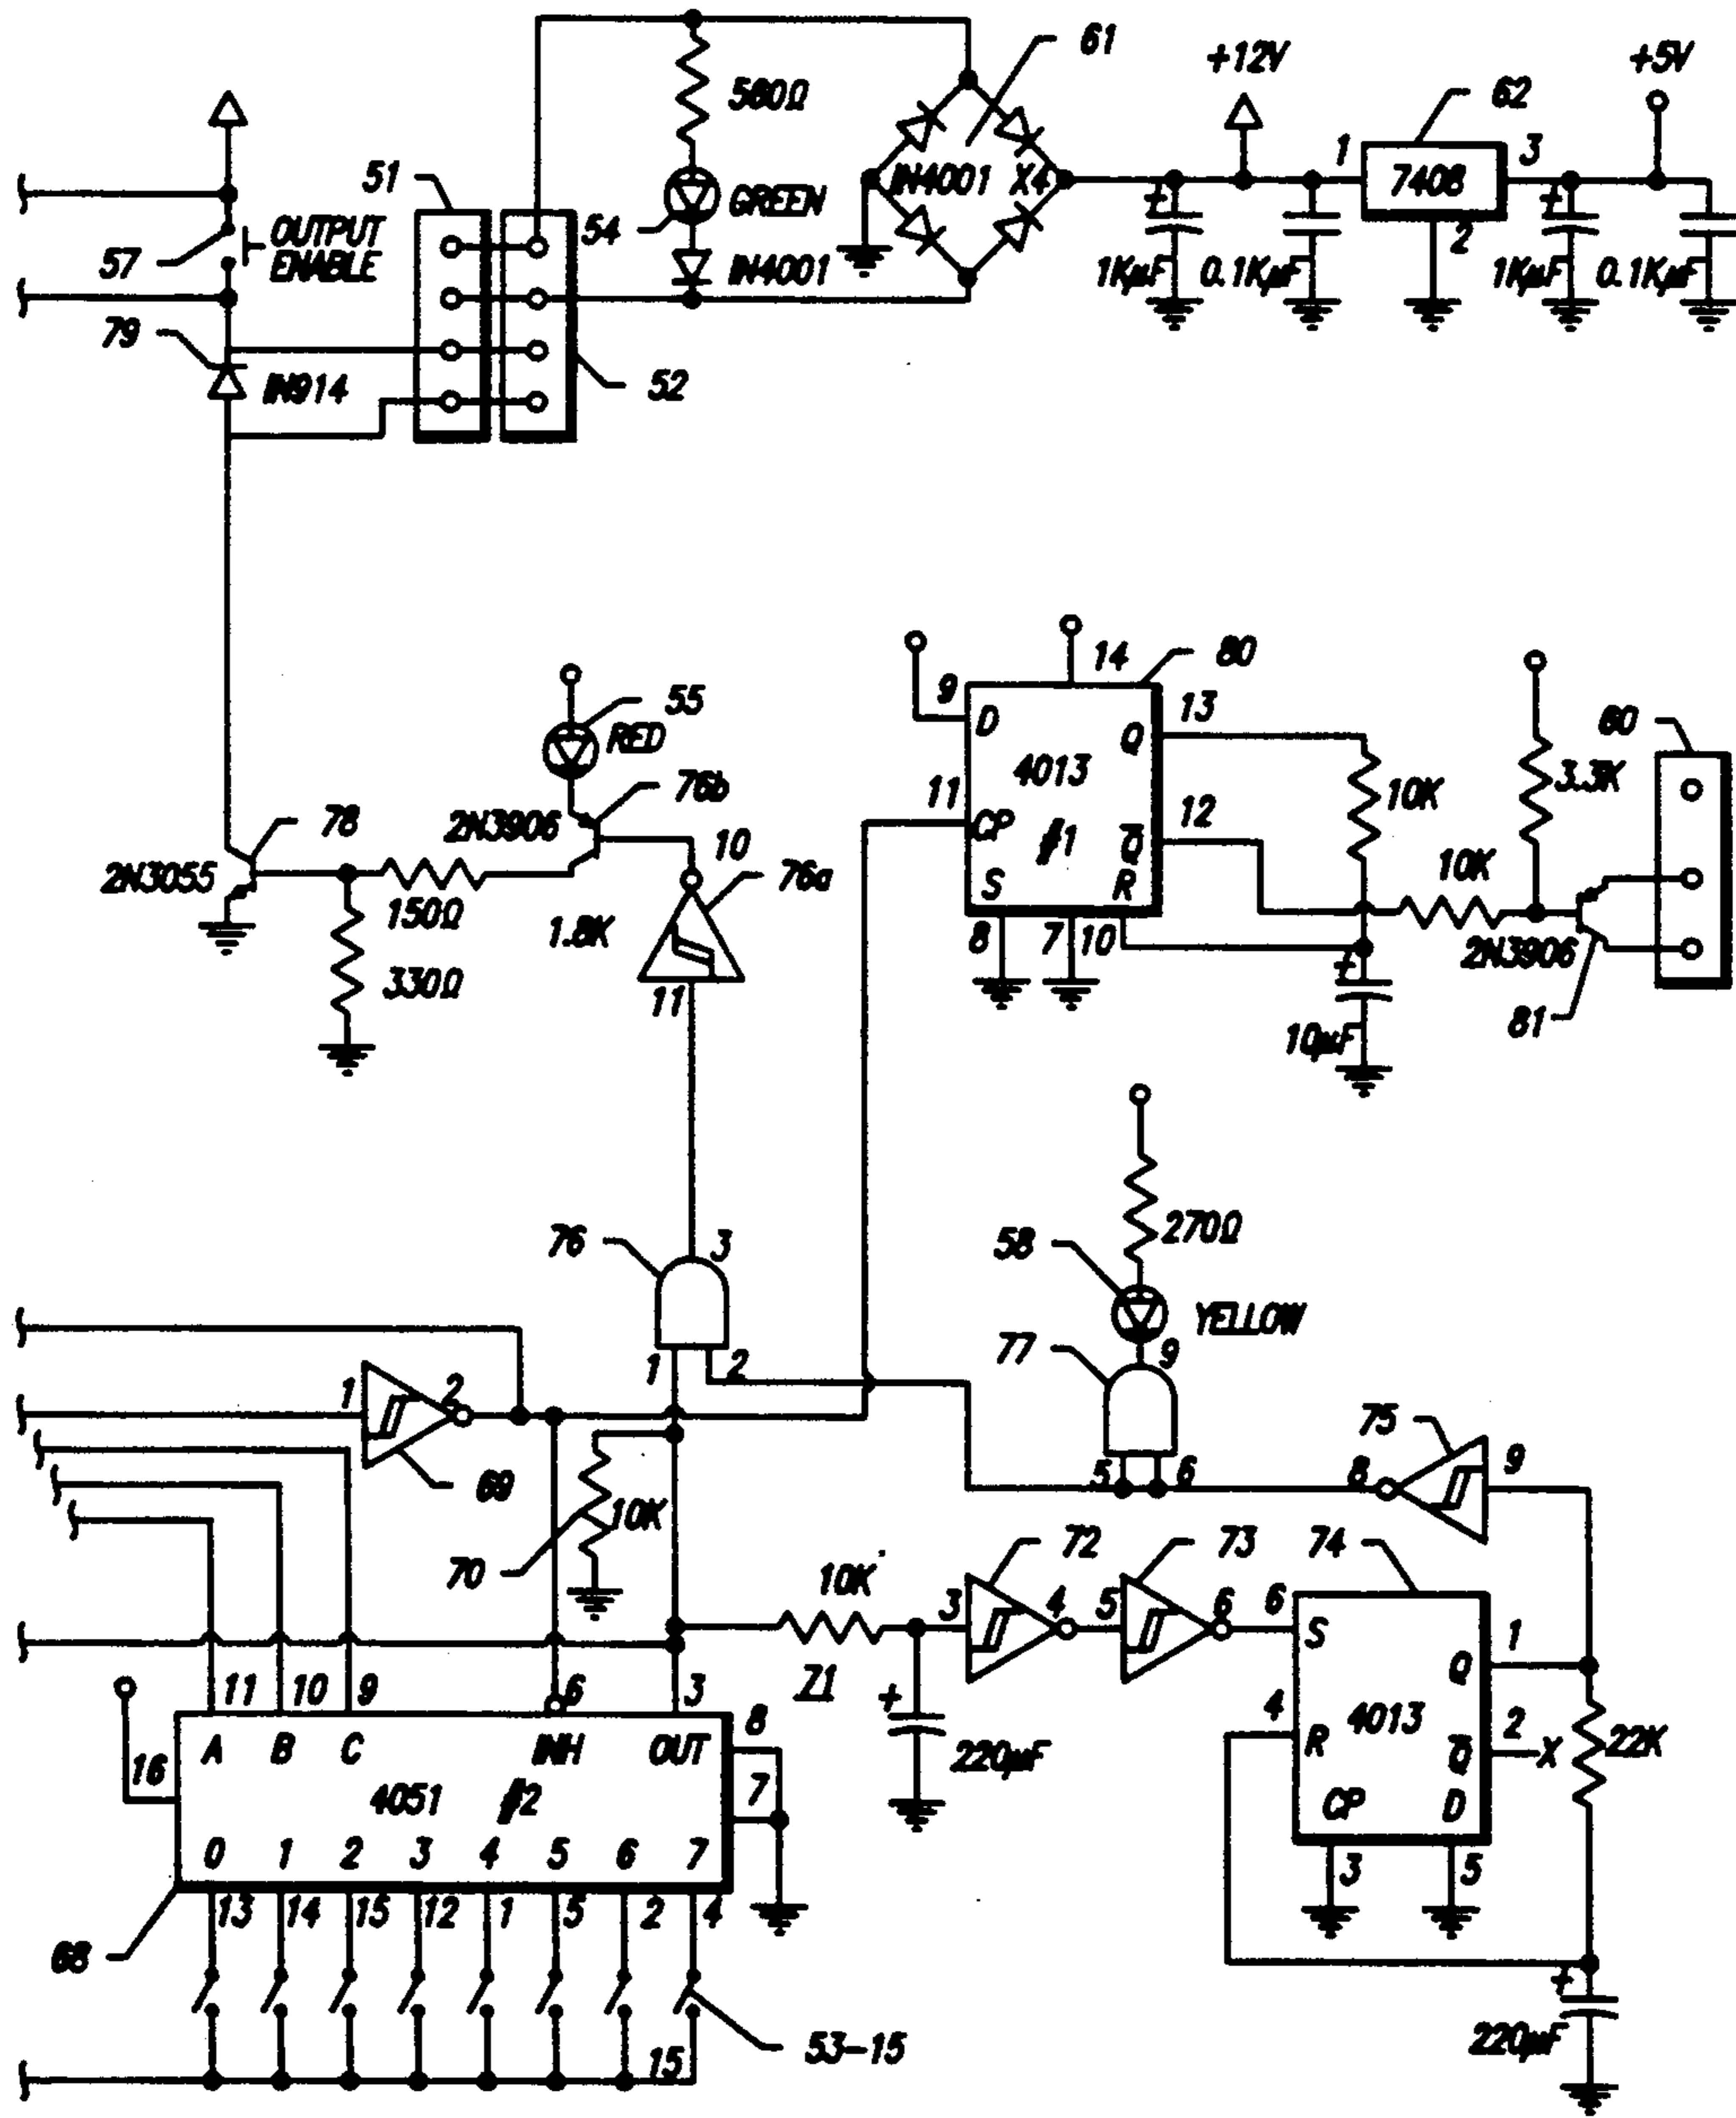 61
+12V
+5V
560Ω
62
1
7408
3
51
IN4001 X4
GREEN
54
OUTPUT
ENABLE
57
2
IN4001
1KμF
0.1KμF
1KμF
0.1KμF
79
IN914
52
14
80
9
55
13
60
D
RED
Q
4013
3.3K
76b
11
10K
78
2N3906
12
CP
#1
Q
10
10K
2N3055
76a
S
R
150Ω
1.8K
8
7
10
2N3906
330Ω
11
81
10μF
76
3
270Ω
58
YELLOW
77
9
1
2
1
2
75
5
6
8
9
69
10K
70
72
73
74
10K
3
4
5
6
6
S
1
Z1
Q
11
10
9
6
3
4
4013
2
8
A
B
C
INH
OUT
R
Q
X
22K
16
220μF
7
4051
#2
CP
D
0
1
2
3
4
5
6
7
3
5
13
14
15
12
1
5
2
4
68
220μF
53-15
15